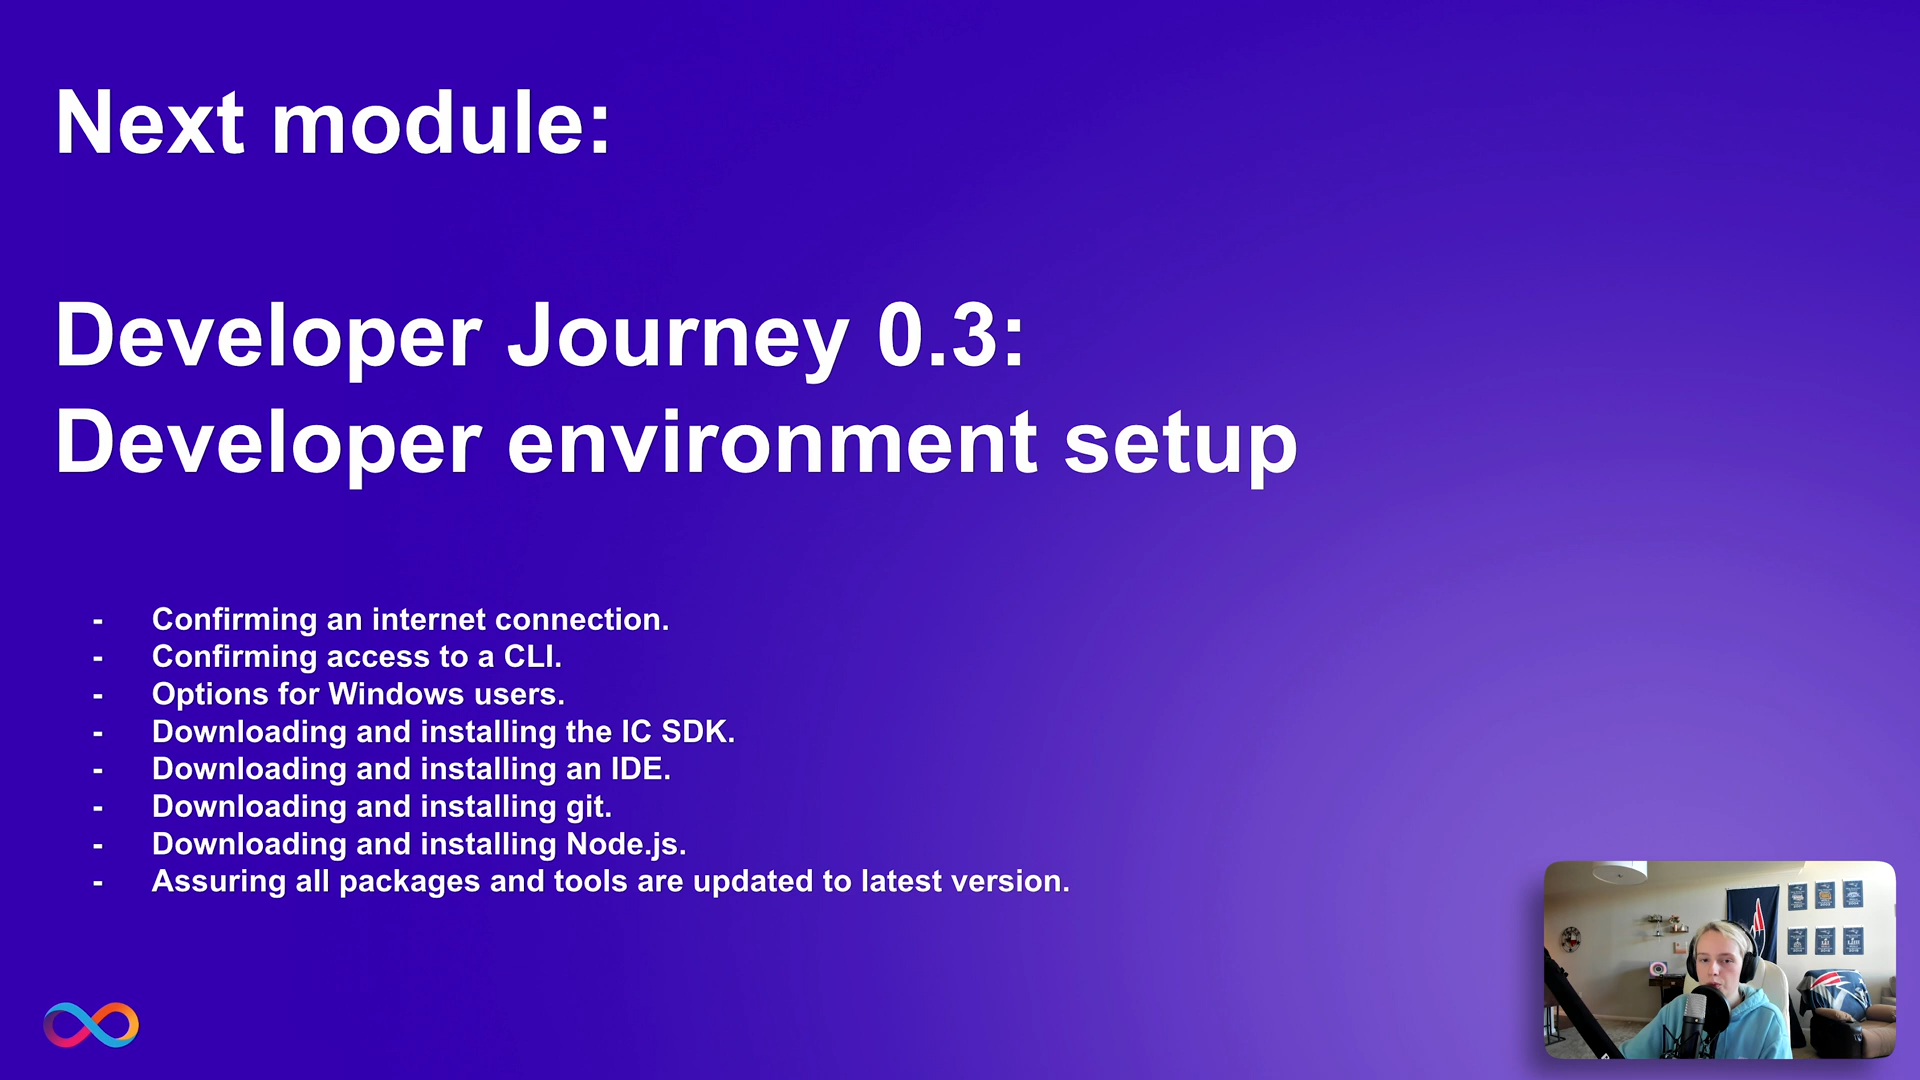 Next module:
Developer Journey 0.3:
Developer environment setup
- Confirming an internet connection.
- Confirming access to a CLI.
- Options for Windows users.
- Downloading and installing the IC SDK.
- Downloading and installing an IDE.
- Downloading and installing git.
- Downloading and installing Node.js.
- Assuring all packages and tools are updated to latest version.